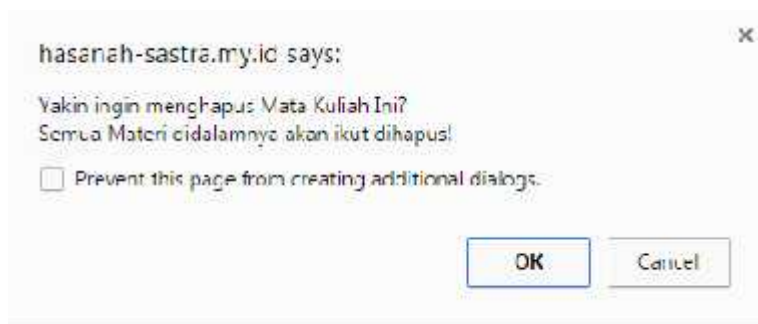 hasanah-sastra.my.id says:
Yakin ingin menghapus Mata Kuliah Ini?
Semua Materi didalamnya akan ikut dihapus!
Prevent this page from creating additional dialogs.
OK
Cancel